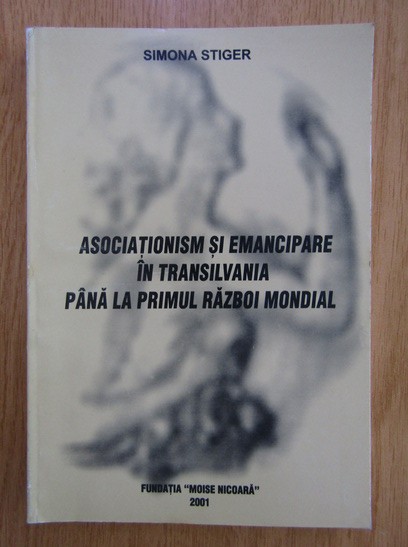 SIMONA STIGER
ASOCIAȚIONISM ȘI EMANCIPARE
ÎN TRANSILVANIA
PÂNĂ LA PRIMUL RĂZBOI MONDIAL
FUNDAȚIA "MOISE NICOARĂ"
2001